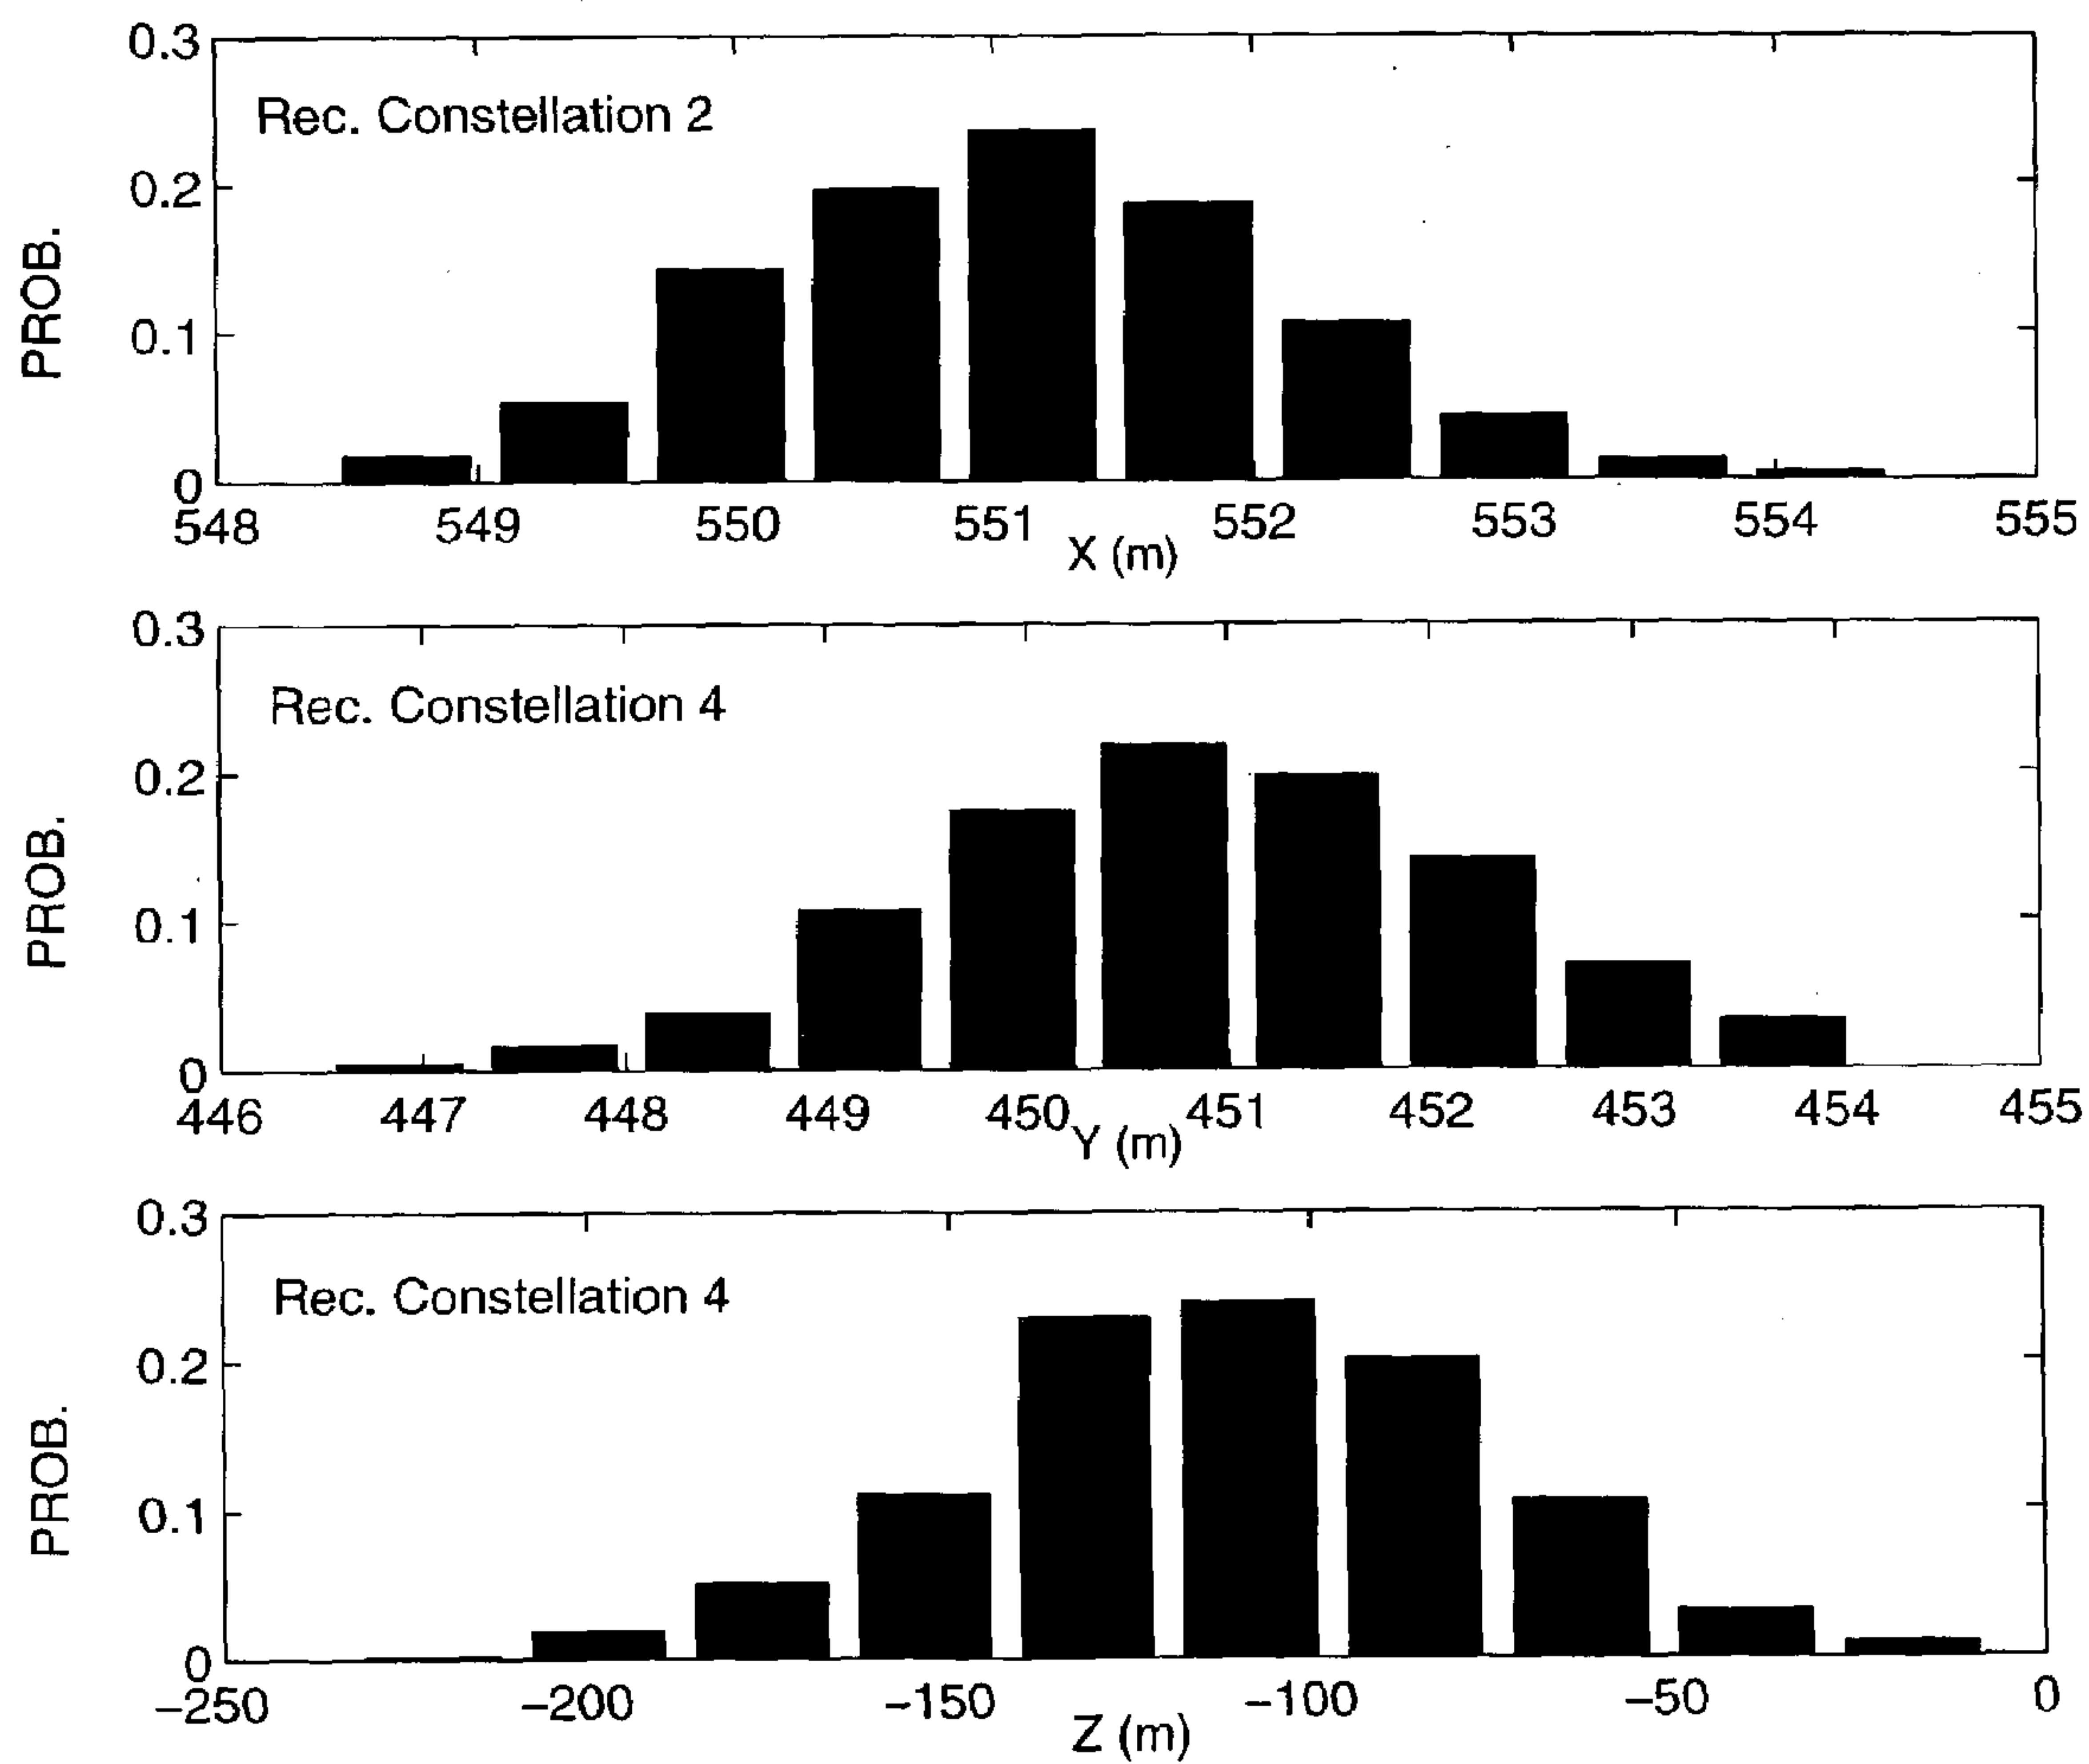 0.3
Rec. Constellation 2
0.2
PROB.
0.1
0
548 549 550 551 552 553 554 555
X (m)
0.3
Rec. Constellation 4
0.2
PROB.
0.1
0
446 447 448 449 450 451 452 453 454 455
Y (m)
0.3
Rec. Constellation 4
0.2
PROB.
0.1
0
−250 −200 −150 −100 −50 0
Z (m)